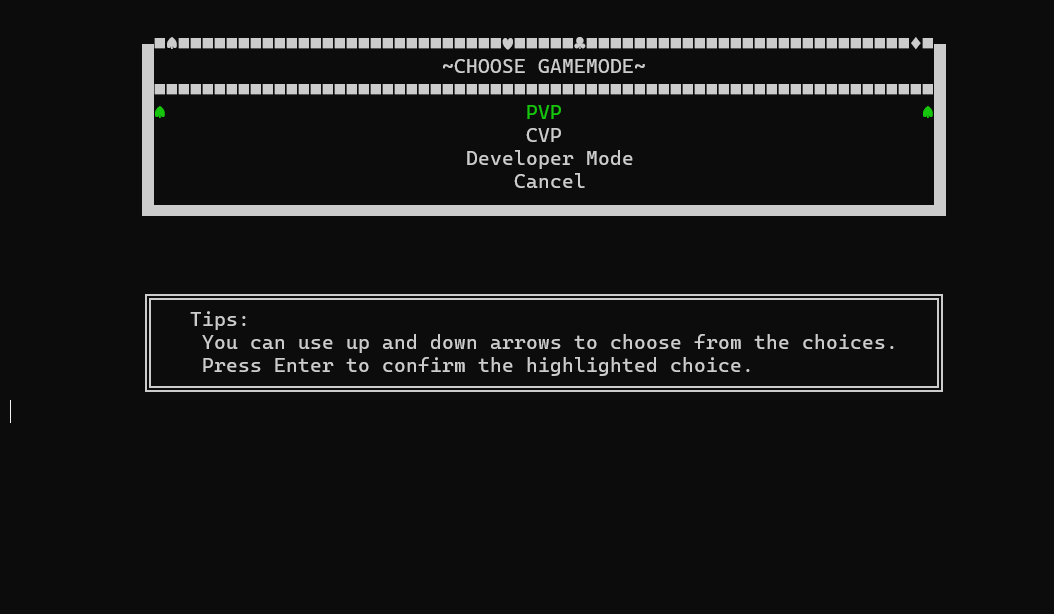 ~CHOOSE GAMEMODE~
PVP
CVP
Developer Mode
Cancel
Tips:
You can use up and down arrows to choose from the choices.
Press Enter to confirm the highlighted choice.